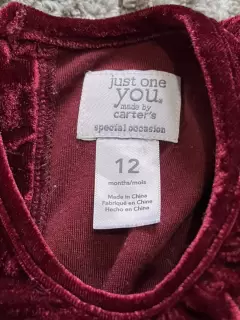 just one
you.
made by
carter's
special occasion
12
months/mois
Made in China
Fabriqué en Chine
Hecho en China